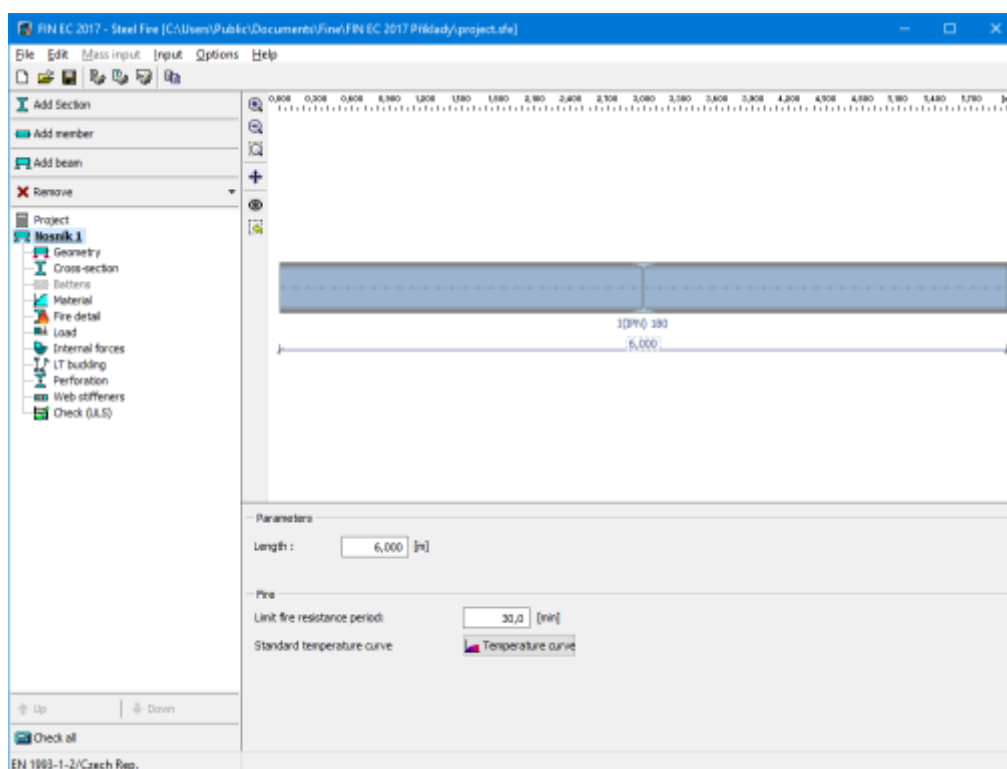 FIN EC 2017 - Steel Fire [C:\Users\Public\Documents\Fine\FIN EC 2017 Příklady\project.sfe]
File Edit Mass input Input Options Help
Add Section
Add member
Add beam
Remove
Project
Nosník 1
Geometry
Cross-section
Battens
Material
Fire detail
Load
Internal forces
LT buckling
Perforation
Web stiffeners
Check (ULS)
Up Down
Check all
EN 1993-1-2/Czech Rep.
1(IPN) 180
6,000
Parameters
Length : 6,000 [m]
Fire
Limit fire resistance period: 30,0 [min]
Standard temperature curve Temperature curve